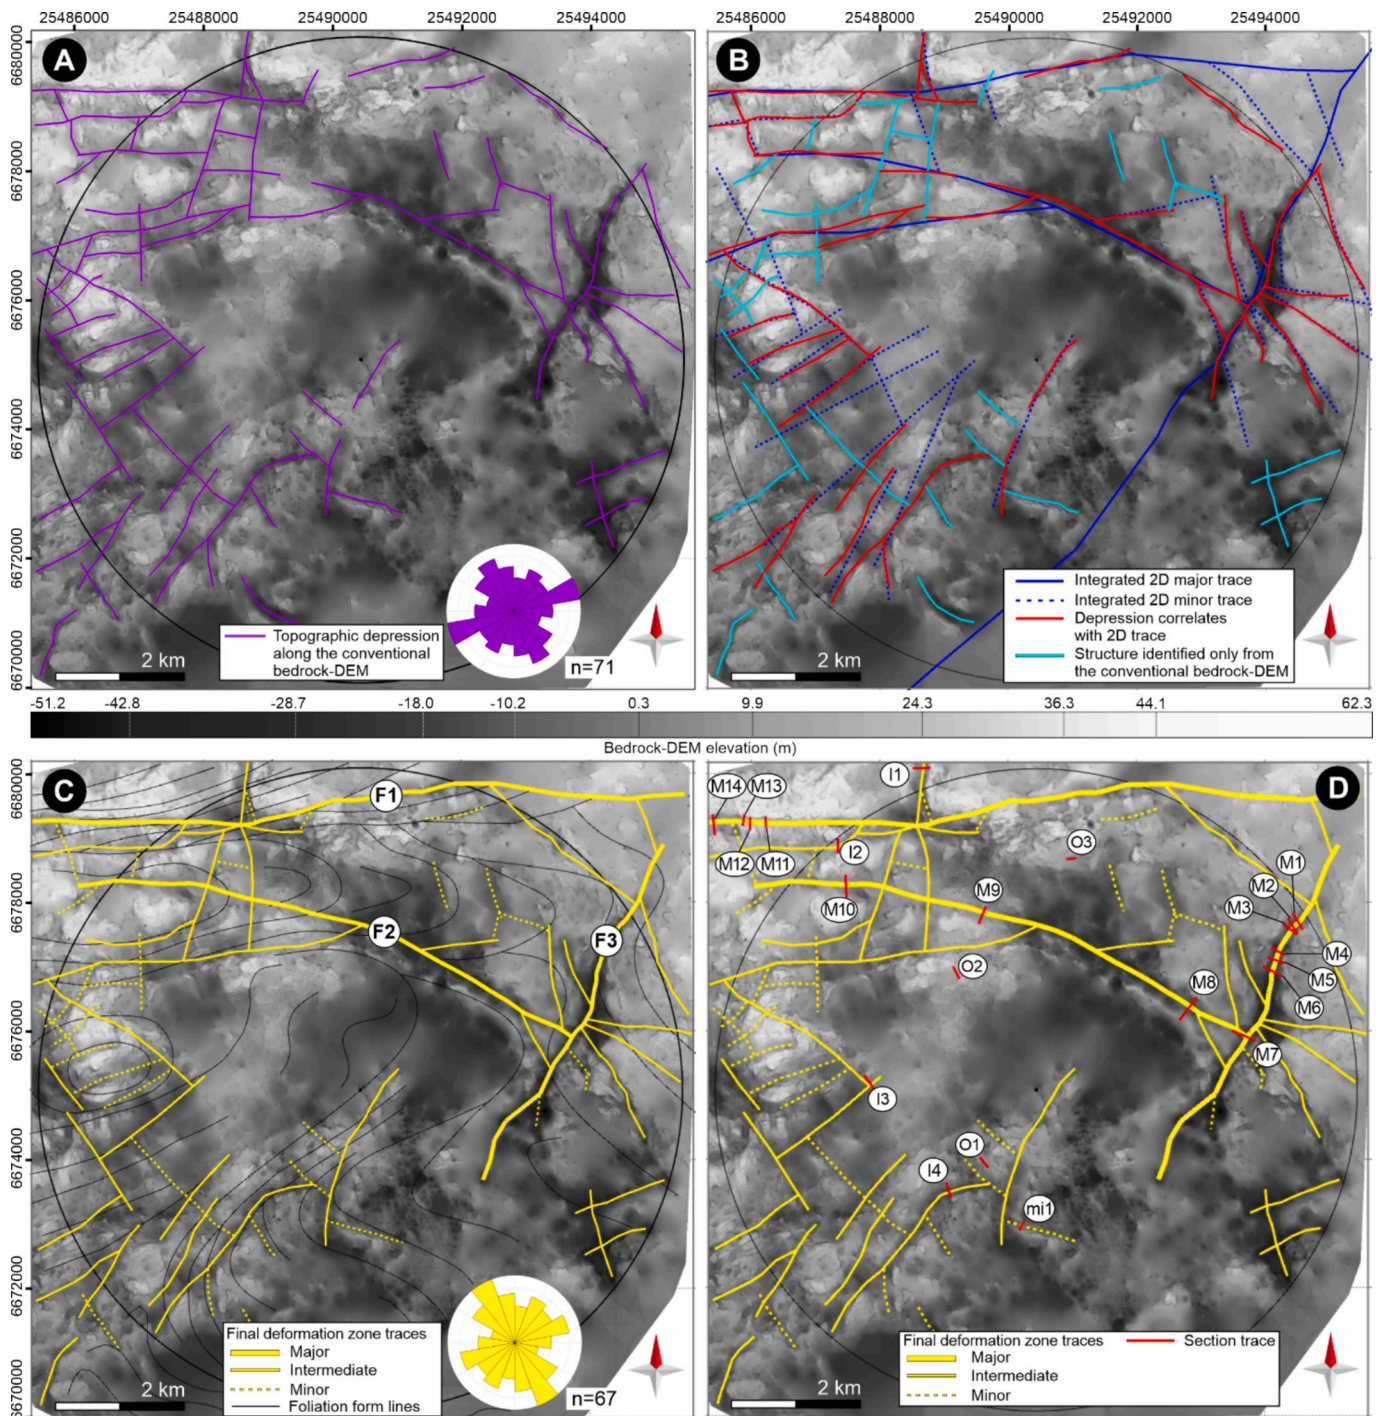 25486000 25488000 25490000 25492000 25494000
25486000 25488000 25490000 25492000 25494000
6680000
6678000
6676000
6674000
6672000
6670000
A
Topographic depression
along the conventional
bedrock-DEM
2 km
n=71
B
Integrated 2D major trace
Integrated 2D minor trace
Depression correlates
with 2D trace
Structure identified only from
the conventional bedrock-DEM
2 km
-51.2 -42.8 -28.7 -18.0 -10.2 0.3 9.9 24.3 36.3 44.1 62.3
Bedrock-DEM elevation (m)
6680000
6678000
6676000
6674000
6672000
6670000
C
F1
F2
F3
Final deformation zone traces
Major
Intermediate
Minor
Foliation form lines
2 km
n=67
D
I1
M14
M13
M12
M11
I2
O3
M10
M9
M1
M2
M3
M4
M5
M6
O2
M8
M7
I3
O1
I4
mi1
Final deformation zone traces
Section trace
Major
Intermediate
Minor
2 km